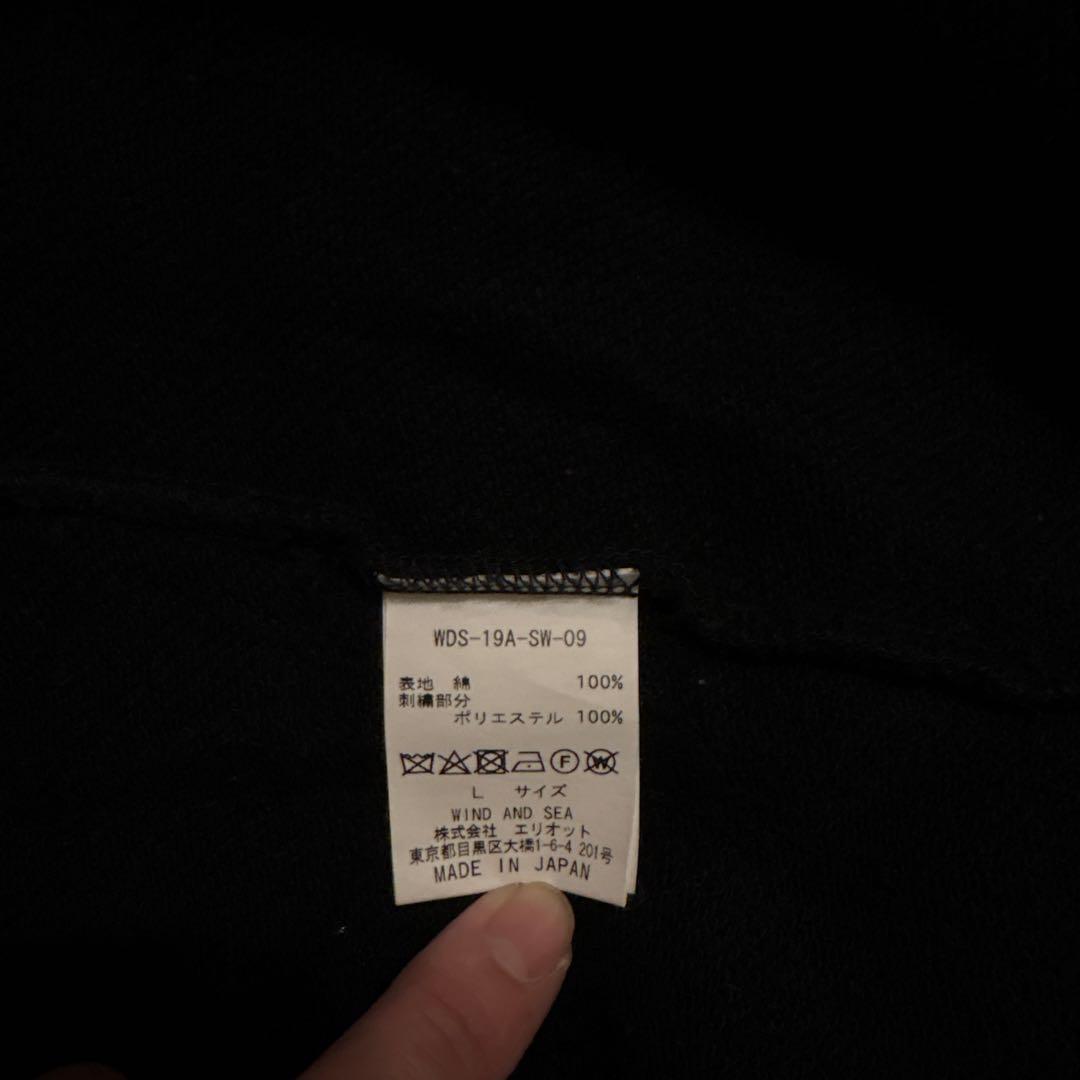 WDS-19A-SW-09
表地 綿 100%
刺繡部分
ポリエステル 100%
F W
L サイズ
WIND AND SEA
株式会社 エリオット
東京都目黒区大橋1-6-4 201号
MADE IN JAPAN